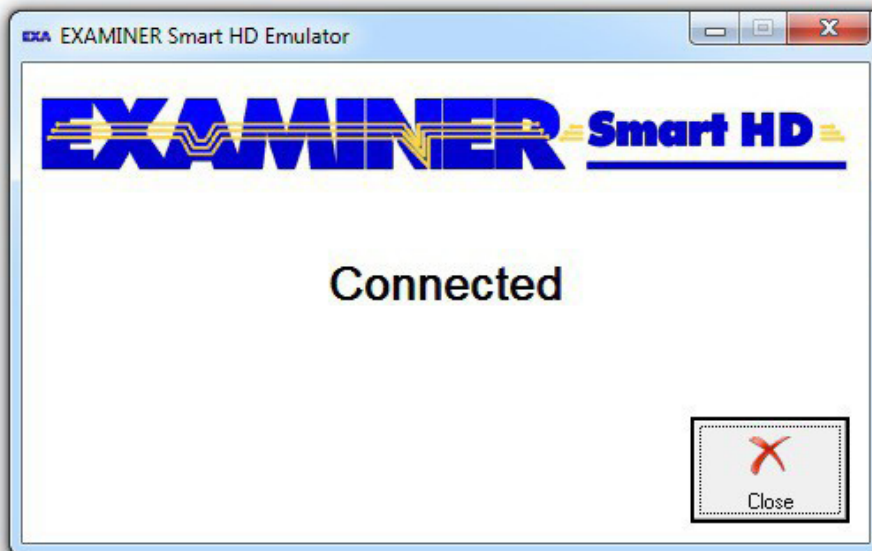 EXA EXAMINER Smart HD Emulator
EXAMINER Smart HD
Connected
Close